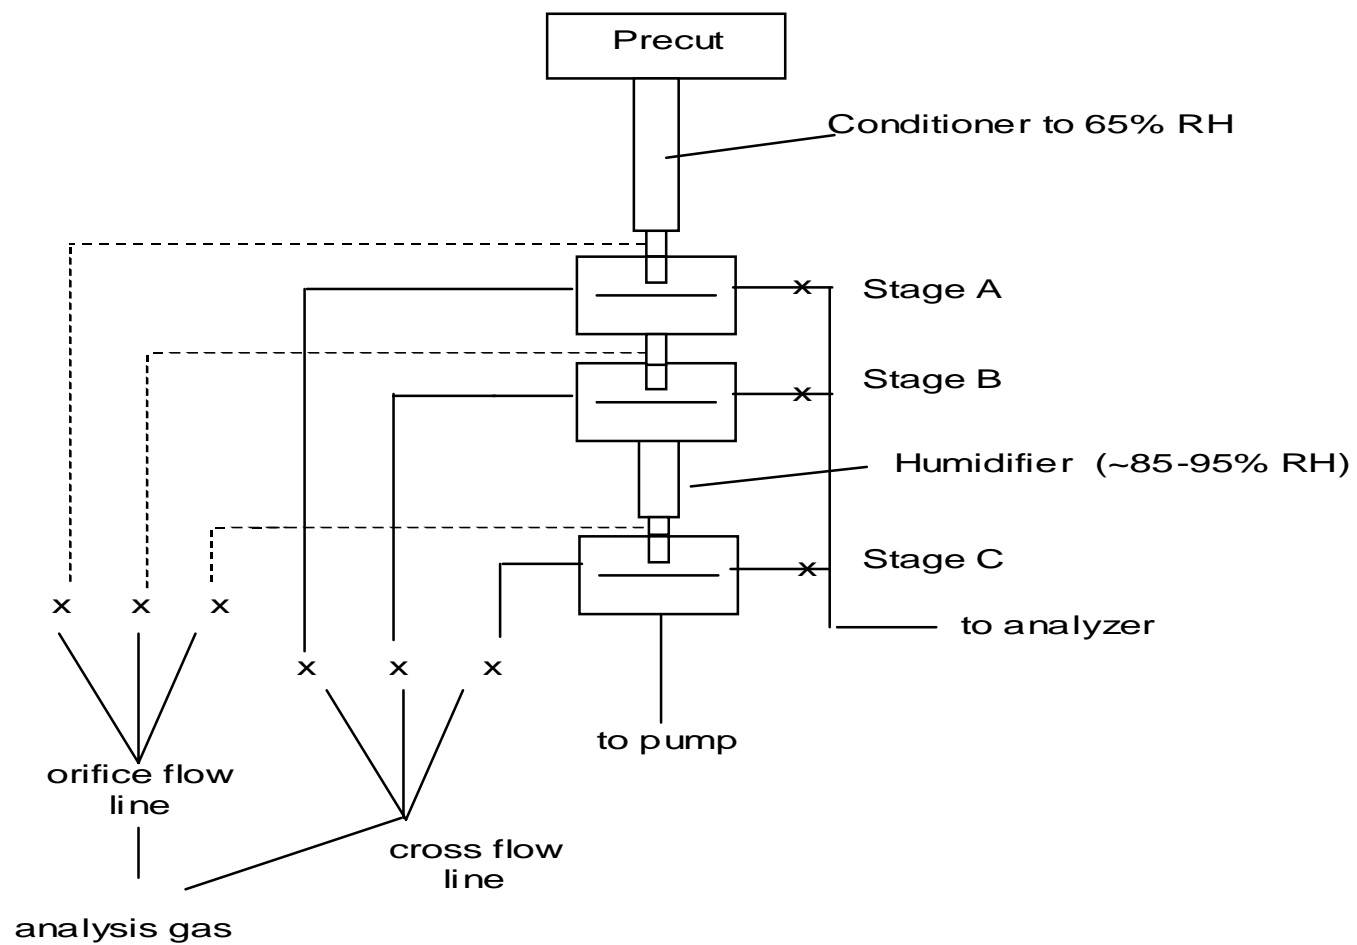 Precut
Conditioner to 65% RH
x
Stage A
x
Stage B
Humidifier (~85-95% RH)
x
Stage C
x x x
to analyzer
x x x
to pump
orifice flow
line
cross flow
line
analysis gas